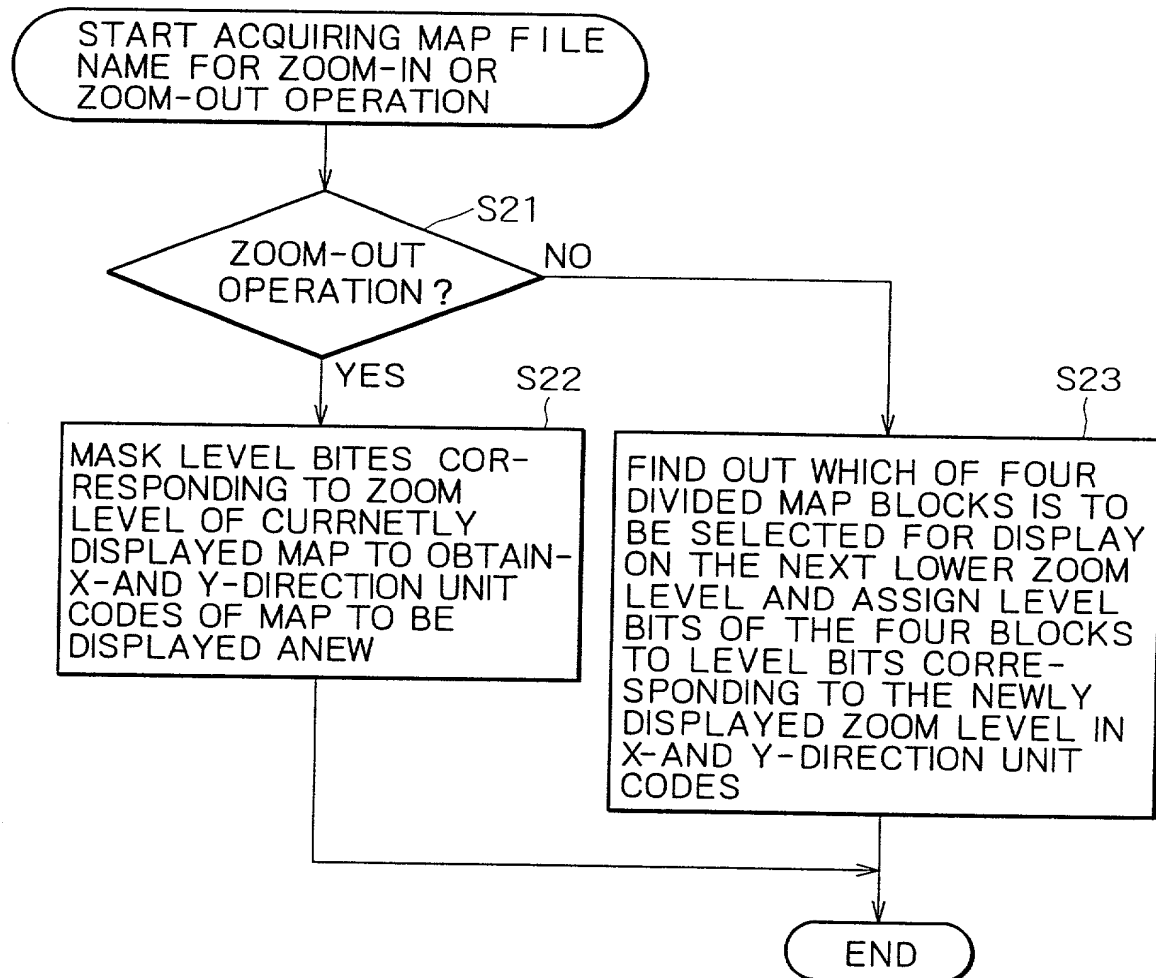 START ACQUIRING MAP FILE
NAME FOR ZOOM-IN OR
ZOOM-OUT OPERATION
S21
ZOOM-OUT
OPERATION?
NO
YES
S22
MASK LEVEL BITES COR-
RESPONDING TO ZOOM
LEVEL OF CURRNETLY
DISPLAYED MAP TO OBTAIN-
X-AND Y-DIRECTION UNIT
CODES OF MAP TO BE
DISPLAYED ANEW
S23
FIND OUT WHICH OF FOUR
DIVIDED MAP BLOCKS IS TO
BE SELECTED FOR DISPLAY
ON THE NEXT LOWER ZOOM
LEVEL AND ASSIGN LEVEL
BITS OF THE FOUR BLOCKS
TO LEVEL BITS CORRE-
SPONDING TO THE NEWLY
DISPLAYED ZOOM LEVEL IN
X-AND Y-DIRECTION UNIT
CODES
END